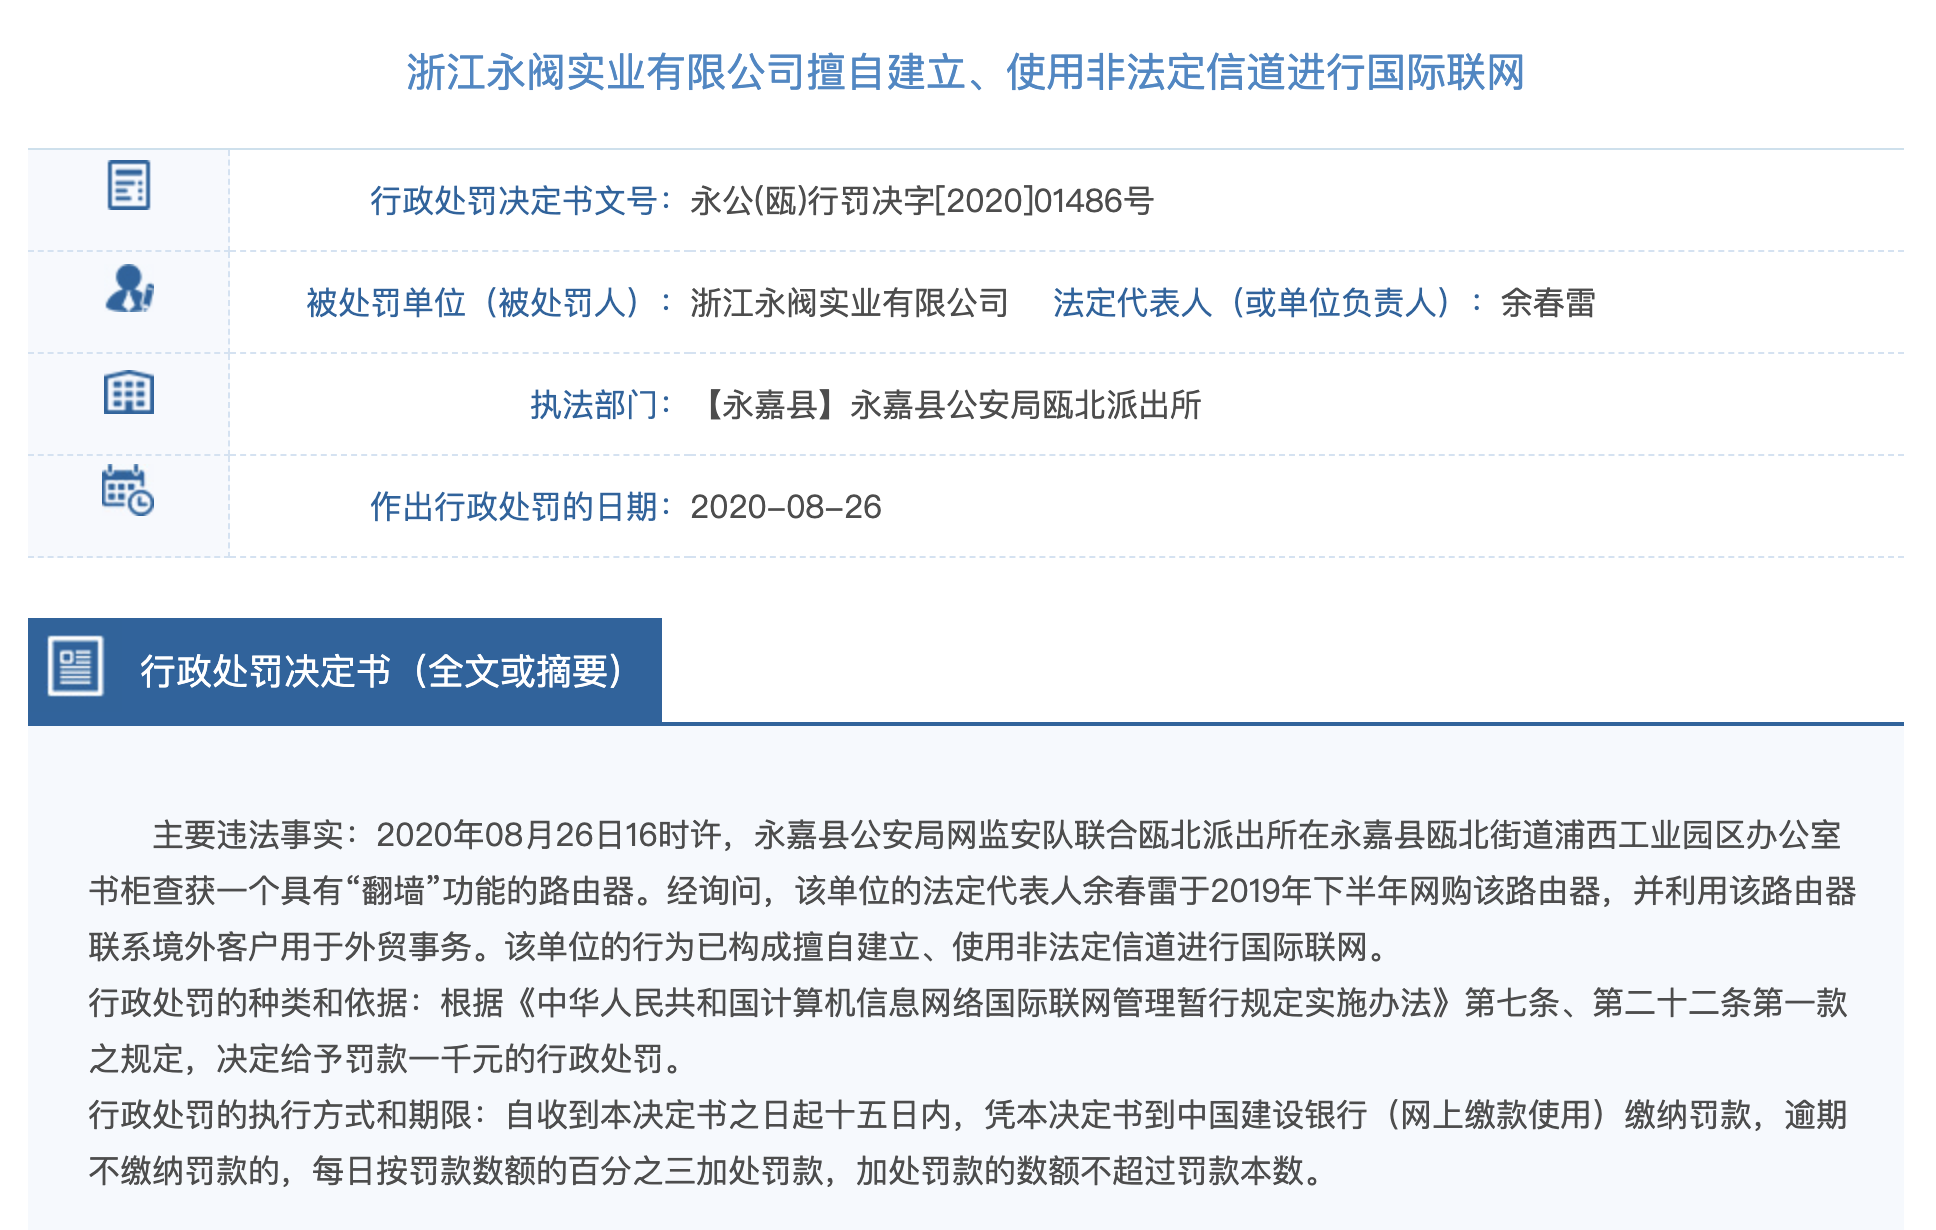 浙江永阀实业有限公司擅自建立、使用非法定信道进行国际联网
行政处罚决定书文号：永公(瓯)行罚决字[2020]01486号
被处罚单位（被处罚人）：浙江永阀实业有限公司 法定代表人（或单位负责人）：余春雷
执法部门：【永嘉县】永嘉县公安局瓯北派出所
作出行政处罚的日期：2020-08-26
行政处罚决定书（全文或摘要）
主要违法事实：2020年08月26日16时许，永嘉县公安局网监安队联合瓯北派出所在永嘉县瓯北街道浦西工业园区办公室
书柜查获一个具有“翻墙”功能的路由器。经询问，该单位的法定代表人余春雷于2019年下半年网购该路由器，并利用该路由器
联系境外客户用于外贸事务。该单位的行为已构成擅自建立、使用非法定信道进行国际联网。
行政处罚的种类和依据：根据《中华人民共和国计算机信息网络国际联网管理暂行规定实施办法》第七条、第二十二条第一款
之规定，决定给予罚款一千元的行政处罚。
行政处罚的执行方式和期限：自收到本决定书之日起十五日内，凭本决定书到中国建设银行（网上缴款使用）缴纳罚款，逾期
不缴纳罚款的，每日按罚款数额的百分之三加处罚款，加处罚款的数额不超过罚款本数。